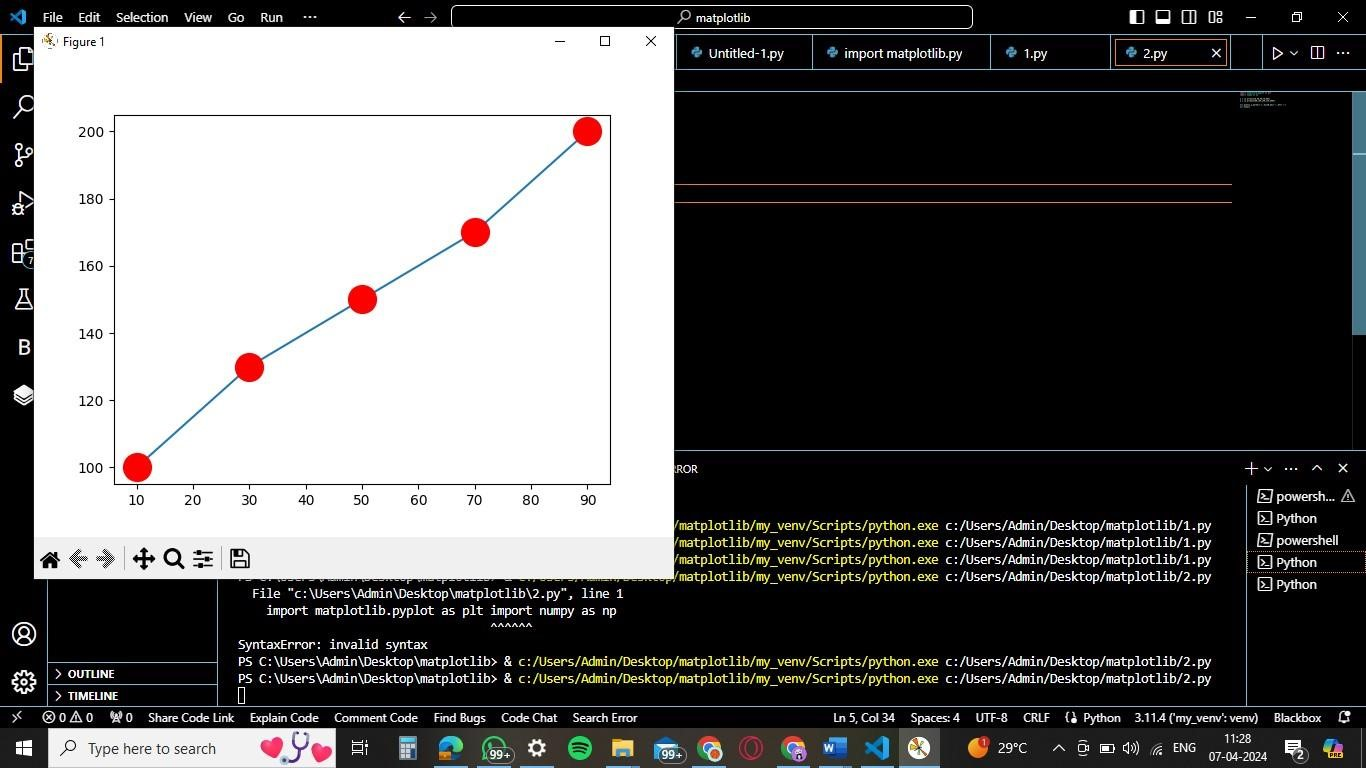 File Edit Selection View Go Run ··· matplotlib
Figure 1
Untitled-1.py import matplotlib.py 1.py 2.py
200
180
160
140
120
100
10 20 30 40 50 60 70 80 90
7
B
RROR
/matplotlib/my_venv/Scripts/python.exe c:/Users/Admin/Desktop/matplotlib/1.py
/matplotlib/my_venv/Scripts/python.exe c:/Users/Admin/Desktop/matplotlib/1.py
/matplotlib/my_venv/Scripts/python.exe c:/Users/Admin/Desktop/matplotlib/1.py
/matplotlib/my_venv/Scripts/python.exe c:/Users/Admin/Desktop/matplotlib/2.py
File "c:\Users\Admin\Desktop\matplotlib\2.py", line 1
import matplotlib.pyplot as plt import numpy as np
^^^^^^
SyntaxError: invalid syntax
PS C:\Users\Admin\Desktop\matplotlib> & c:/Users/Admin/Desktop/matplotlib/my_venv/Scripts/python.exe c:/Users/Admin/Desktop/matplotlib/2.py
PS C:\Users\Admin\Desktop\matplotlib> & c:/Users/Admin/Desktop/matplotlib/my_venv/Scripts/python.exe c:/Users/Admin/Desktop/matplotlib/2.py
powersh...
Python
powershell
Python
Python
OUTLINE
TIMELINE
0 0 0 Share Code Link Explain Code Comment Code Find Bugs Code Chat Search Error Ln 5, Col 34 Spaces: 4 UTF-8 CRLF Python 3.11.4 ('my_venv': venv) Blackbox
Type here to search 99+ 99+ 1 29°C ENG 11:28 2 PRE
07-04-2024